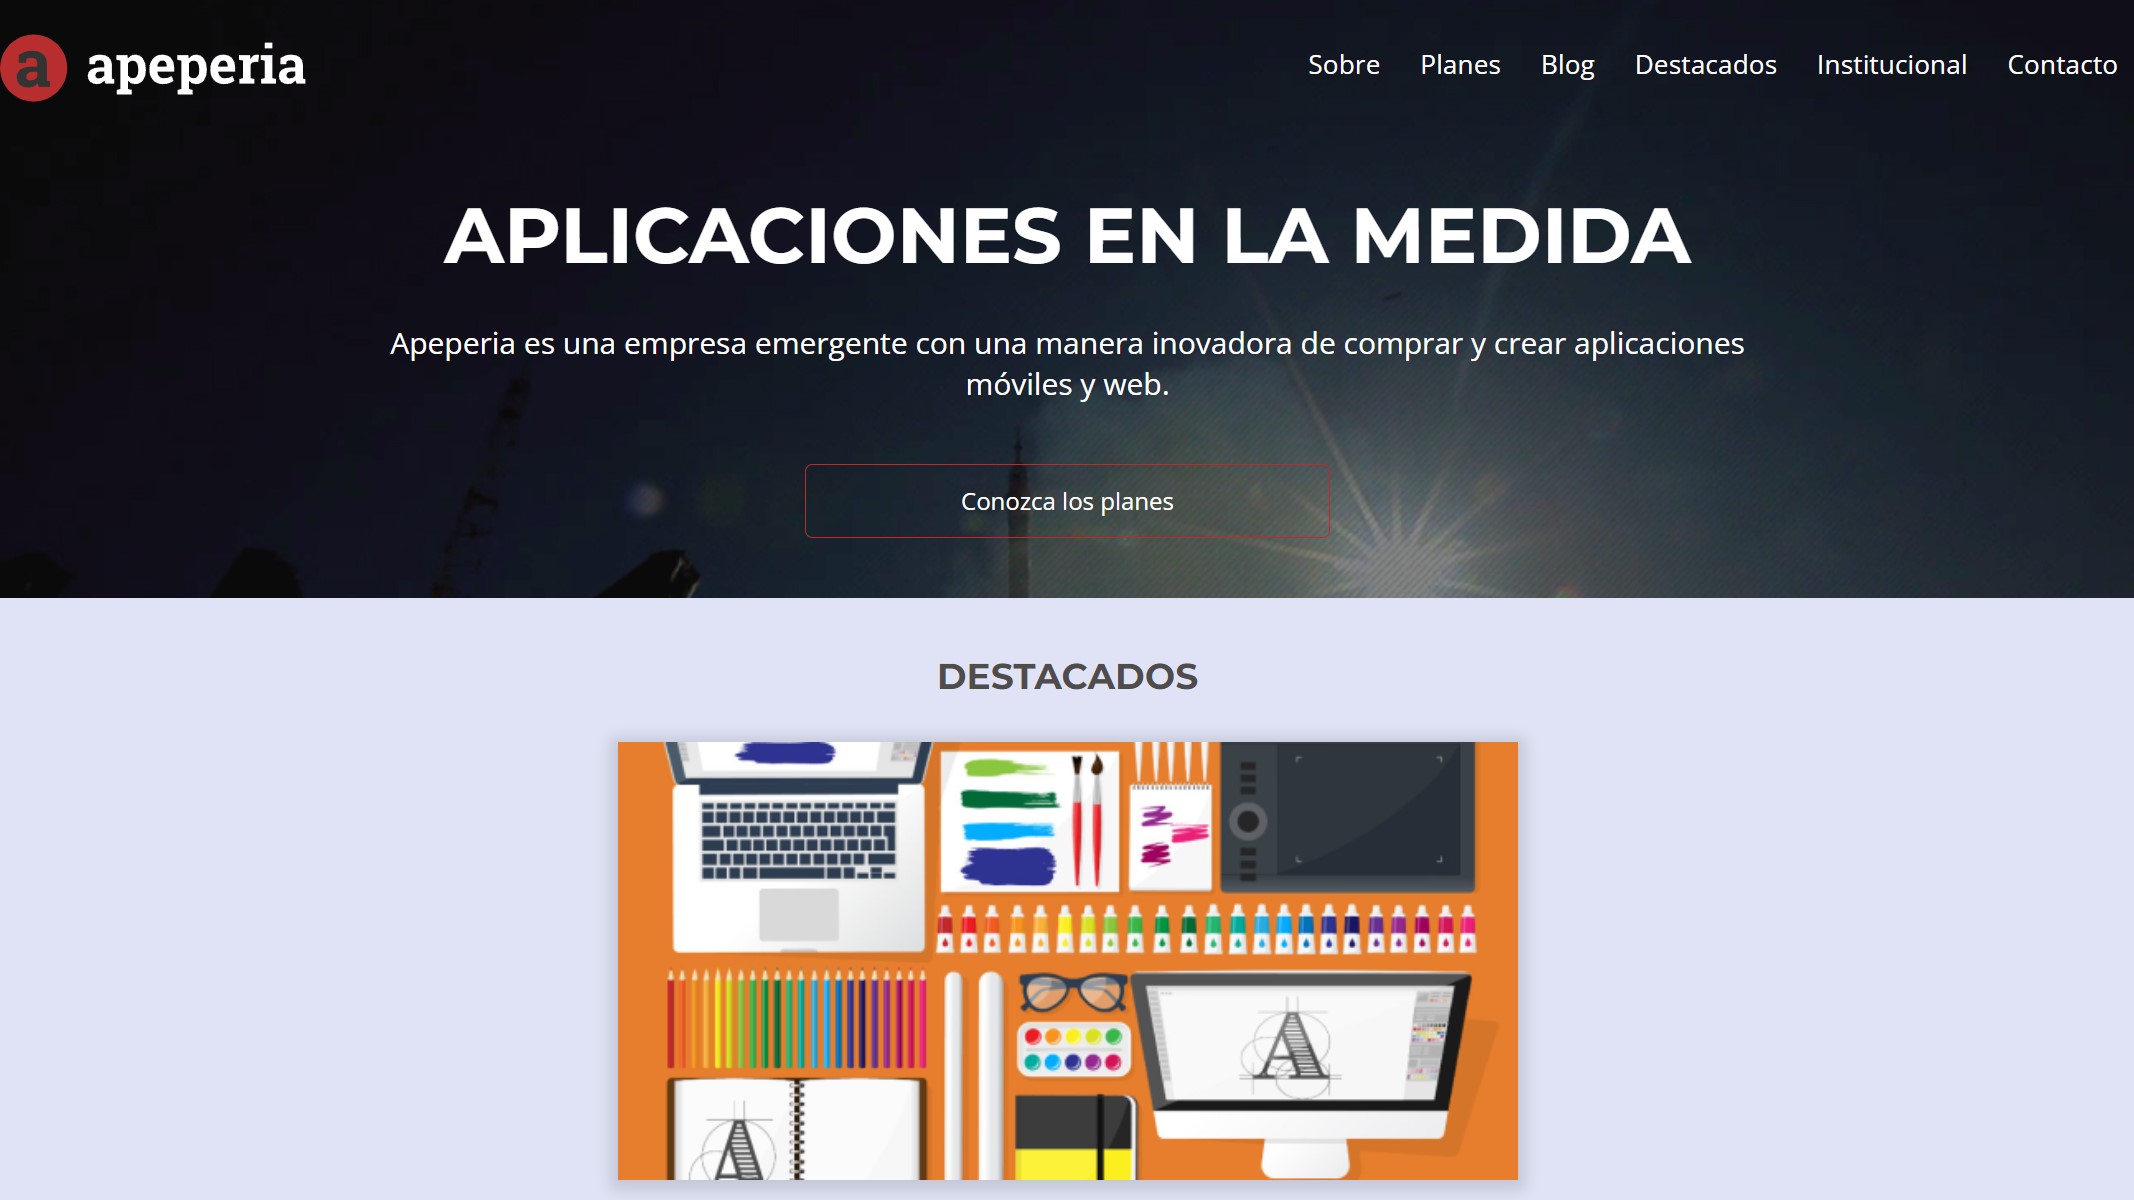 a apeperia
Sobre Planes Blog Destacados Institucional Contacto
APLICACIONES EN LA MEDIDA
Apeperia es una empresa emergente con una manera inovadora de comprar y crear aplicaciones
móviles y web.
Conozca los planes
DESTACADOS
A
A